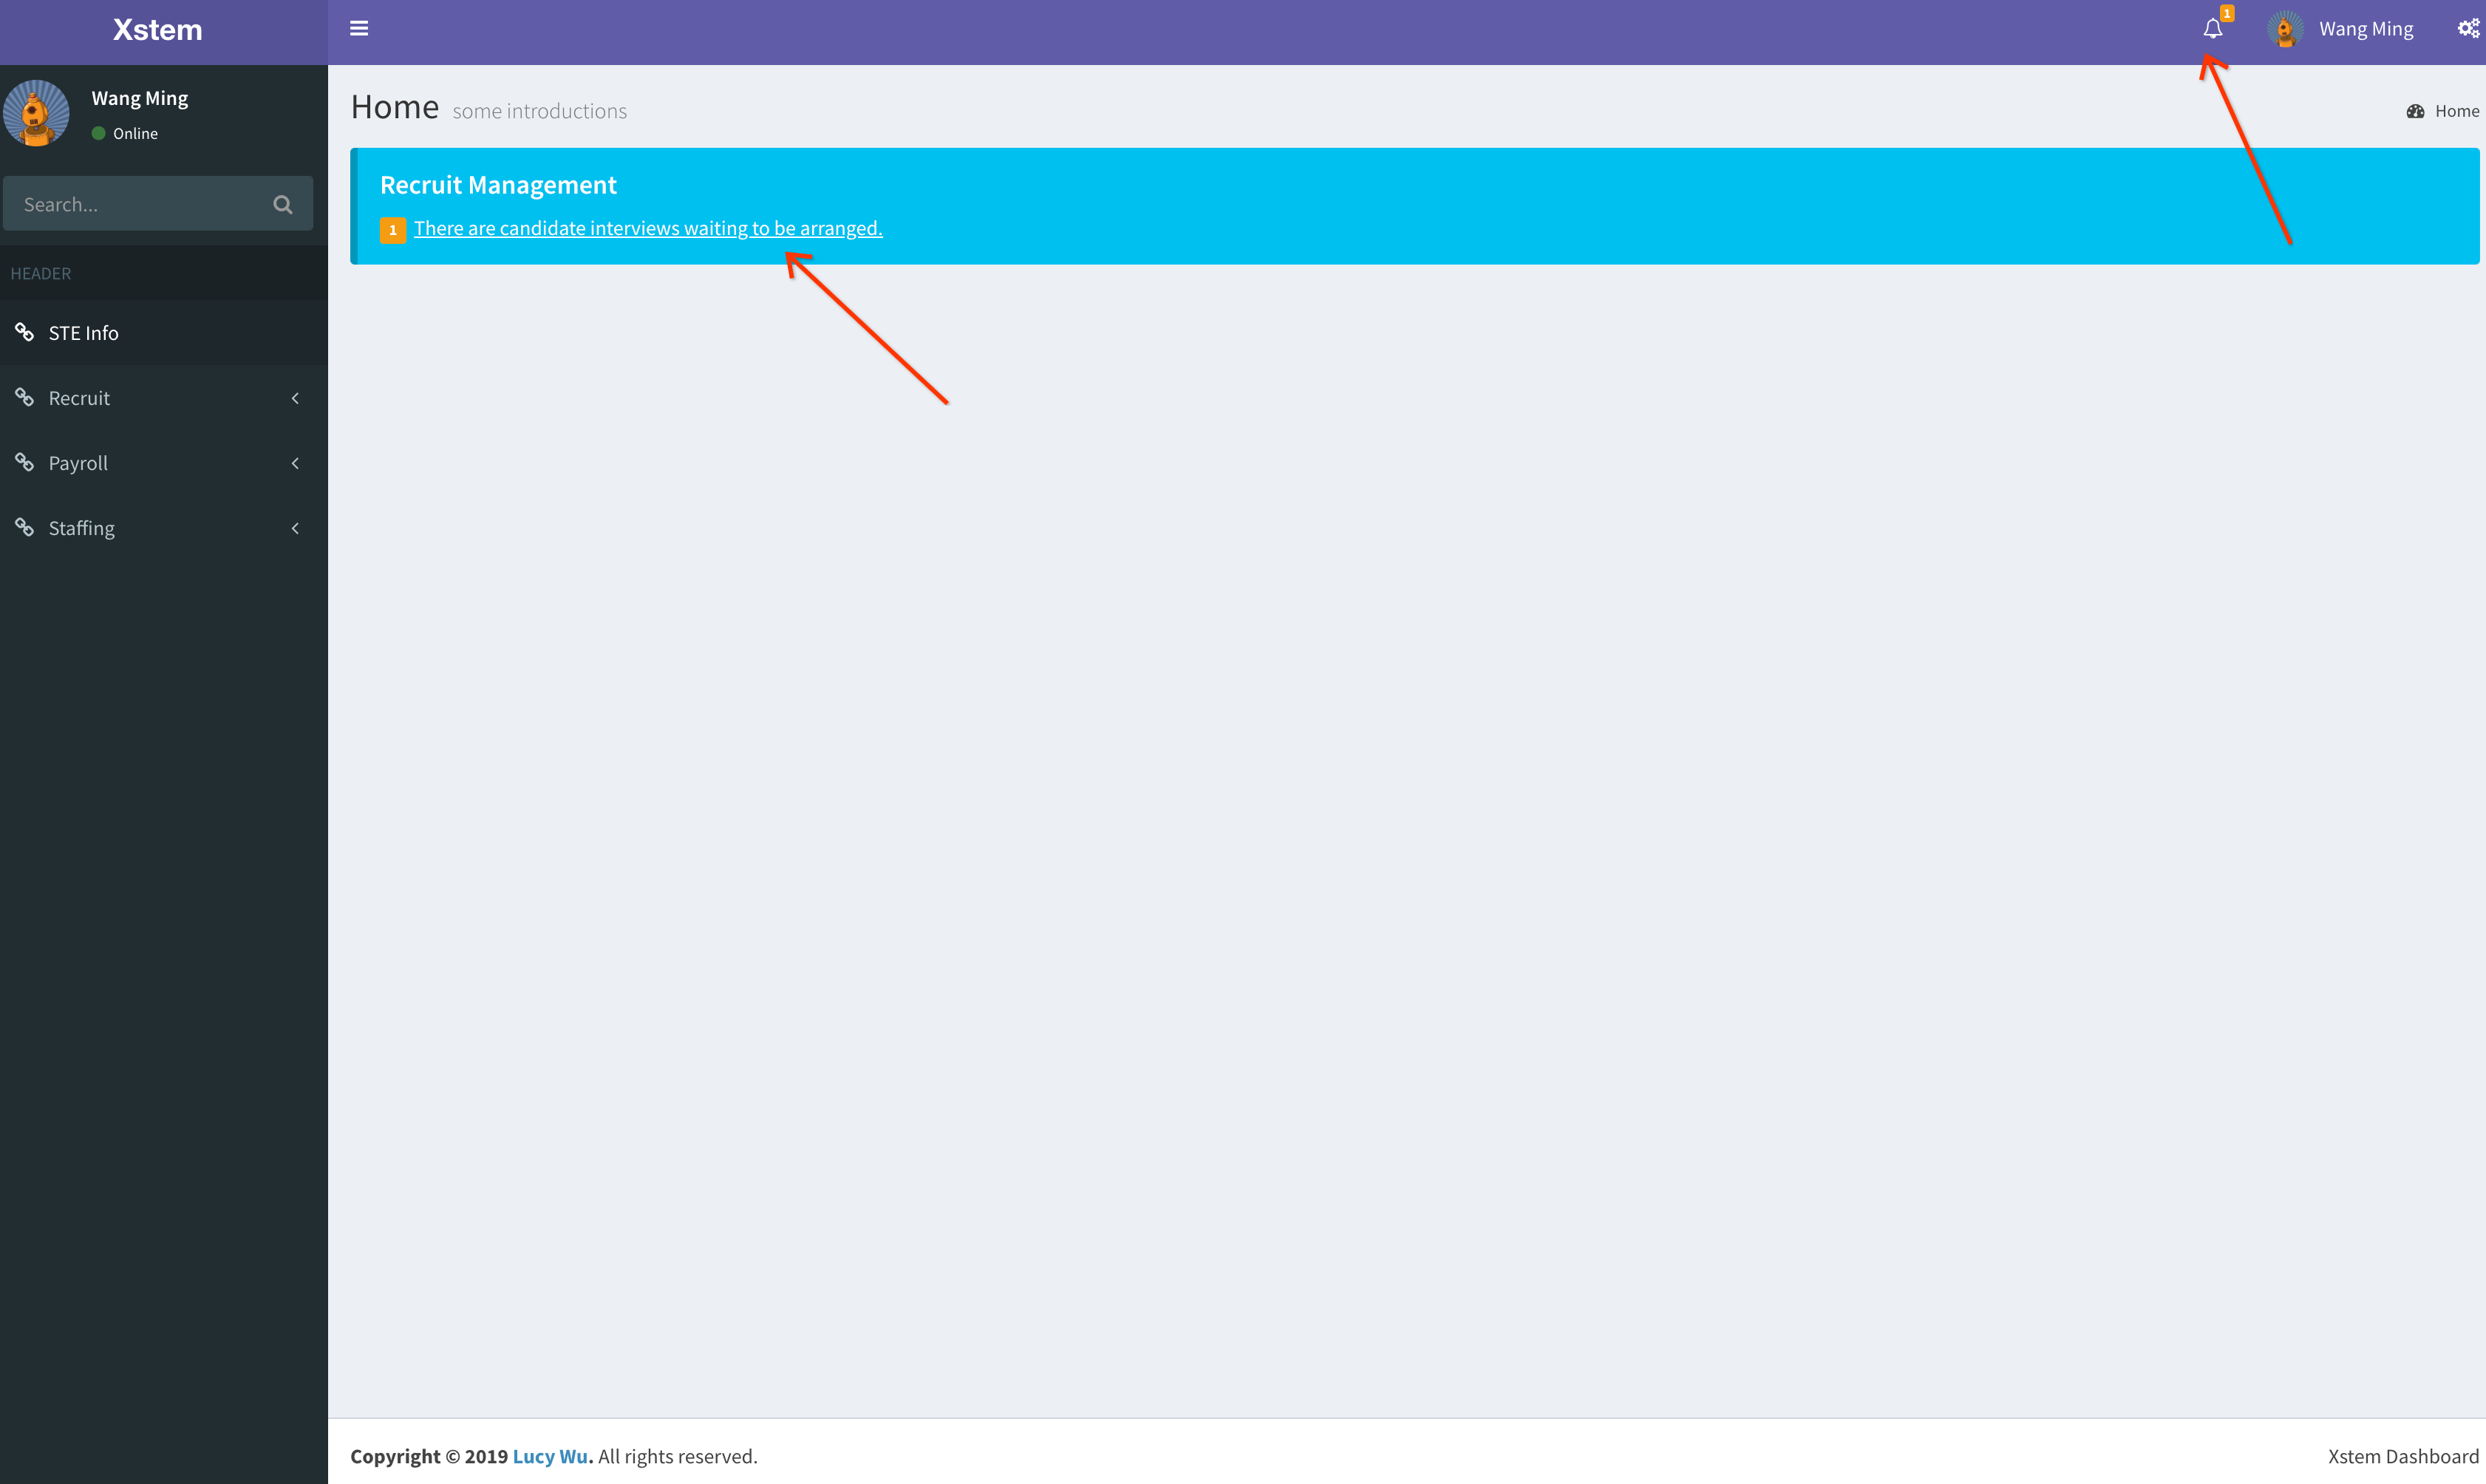 Xstem
1
Wang Ming
Wang Ming
Online
Search...
HEADER
STE Info
Recruit
Payroll
Staffing
Home some introductions
Home
Recruit Management
1 There are candidate interviews waiting to be arranged.
Copyright © 2019 Lucy Wu. All rights reserved.
Xstem Dashboard